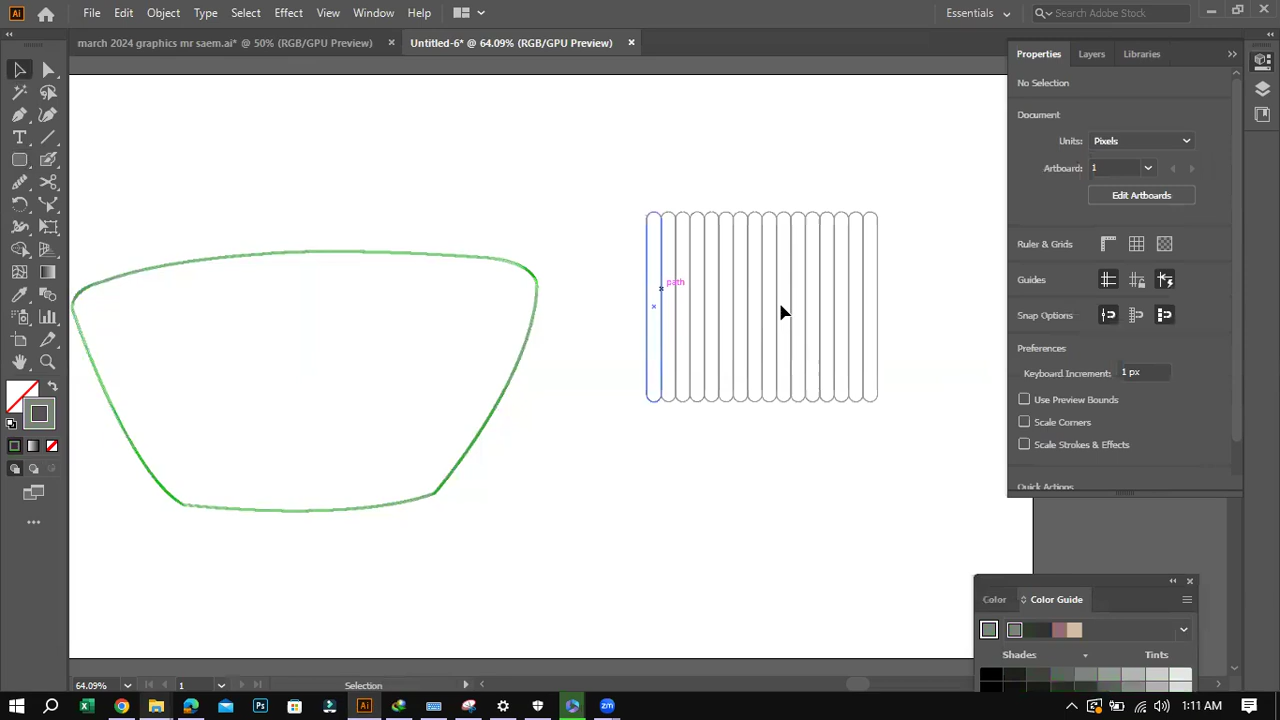 Ai File Edit Object Type Select Effect View Window Help Essentials Search Adobe Stock
march 2024 graphics mr saem.ai* @ 50% (RGB/GPU Preview) × Untitled-6* @ 64.09% (RGB/GPU Preview) ×
Properties Layers Libraries
No Selection
Document
Units: Pixels
Artboard: 1
Edit Artboards
Ruler & Grids
path
Guides
Snap Options
Preferences
Keyboard Increment: 1 px
Use Preview Bounds
Scale Corners
Scale Strokes & Effects
Quick Actions
Color Color Guide
Shades Tints
64.09% 1 Selection
Ps Ai zm 1:11 AM